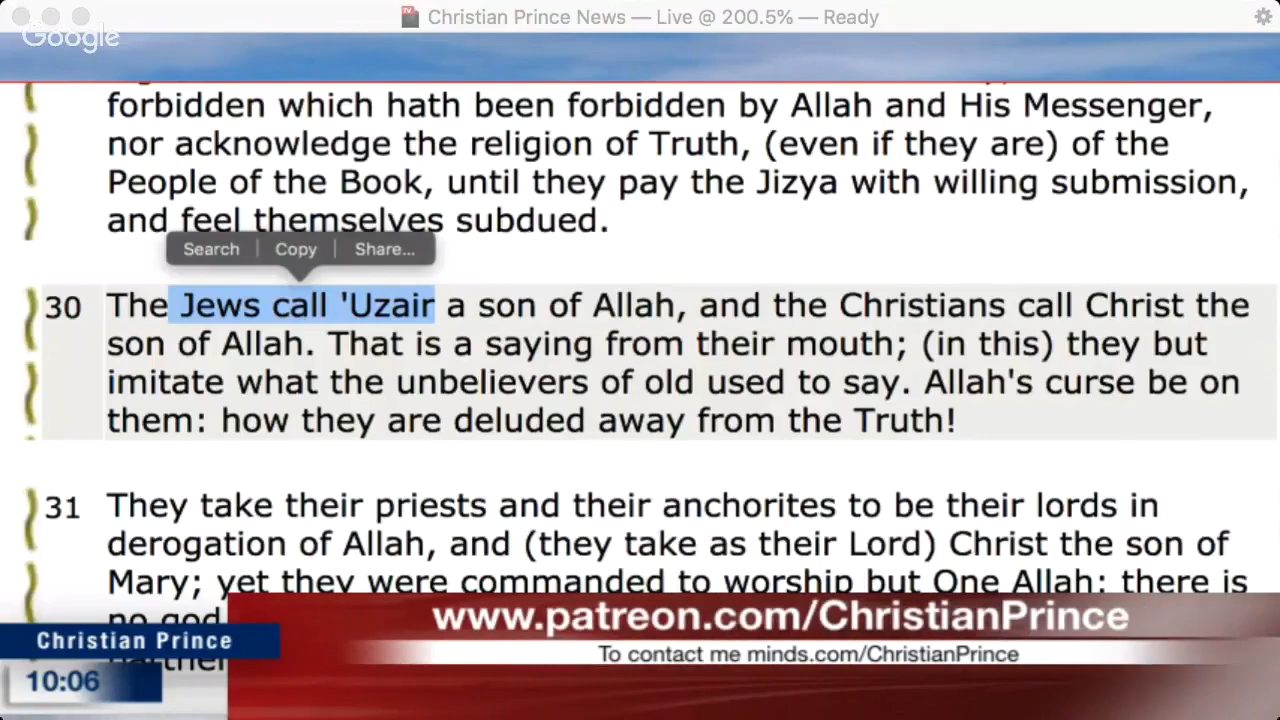 Christian Prince News — Live @ 200.5% — Ready
Google
forbidden which hath been forbidden by Allah and His Messenger,
nor acknowledge the religion of Truth, (even if they are) of the
People of the Book, until they pay the Jizya with willing submission,
and feel themselves subdued.
Search Copy Share...
30 The Jews call 'Uzair a son of Allah, and the Christians call Christ the
son of Allah. That is a saying from their mouth; (in this) they but
imitate what the unbelievers of old used to say. Allah's curse be on
them: how they are deluded away from the Truth!
31 They take their priests and their anchorites to be their lords in
derogation of Allah, and (they take as their Lord) Christ the son of
Mary; yet they were commanded to worship but One Allah: there is
no god
www.patreon.com/ChristianPrince
Christian Prince
To contact me minds.com/ChristianPrince
10:06